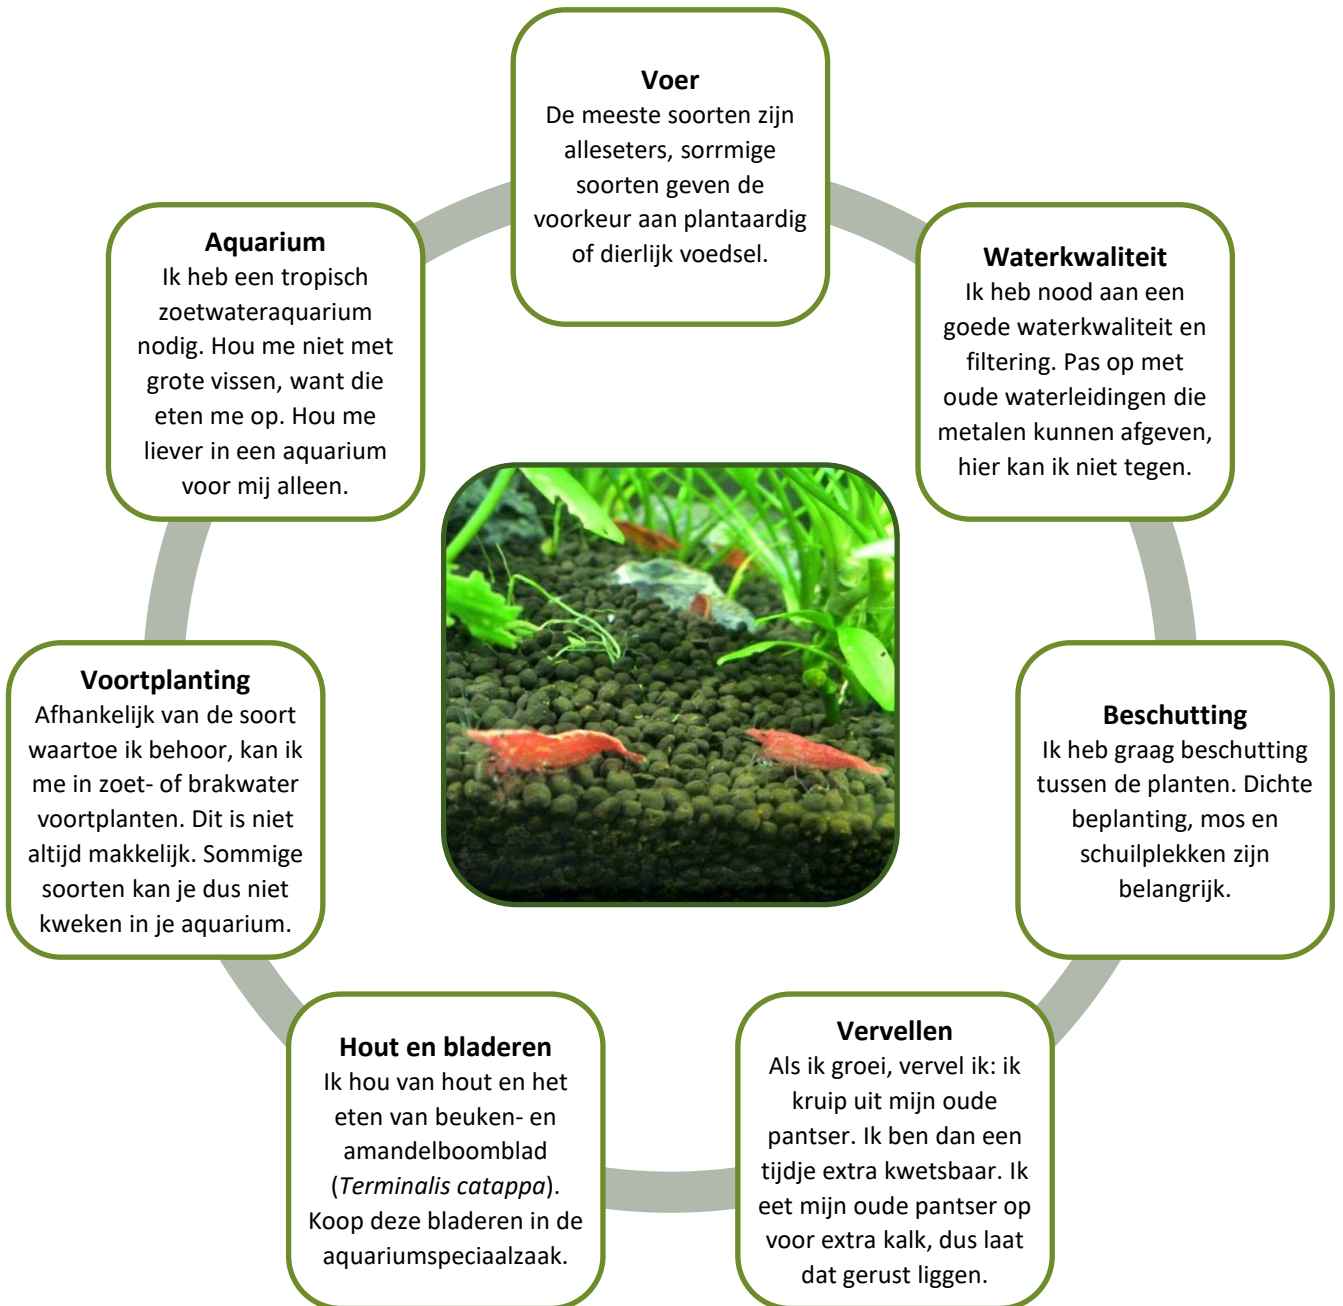 Voer
De meeste soorten zijn
alleseters, sorrmige
soorten geven de
voorkeur aan plantaardig
of dierlijk voedsel.
Waterkwaliteit
Ik heb nood aan een
goede waterkwaliteit en
filtering. Pas op met
oude waterleidingen die
metalen kunnen afgeven,
hier kan ik niet tegen.
Beschutting
Ik heb graag beschutting
tussen de planten. Dichte
beplanting, mos en
schuilplekken zijn
belangrijk.
Vervellen
Als ik groei, vervel ik: ik
kruip uit mijn oude
pantser. Ik ben dan een
tijdje extra kwetsbaar. Ik
eet mijn oude pantser op
voor extra kalk, dus laat
dat gerust liggen.
Hout en bladeren
Ik hou van hout en het
eten van beuken- en
amandelboomblad
(Terminalis catappa).
Koop deze bladeren in de
aquariumspeciaalzaak.
Voortplanting
Afhankelijk van de soort
waartoe ik behoor, kan ik
me in zoet- of brakwater
voortplanten. Dit is niet
altijd makkelijk. Sommige
soorten kan je dus niet
kweken in je aquarium.
Aquarium
Ik heb een tropisch
zoetwateraquarium
nodig. Hou me niet met
grote vissen, want die
eten me op. Hou me
liever in een aquarium
voor mij alleen.